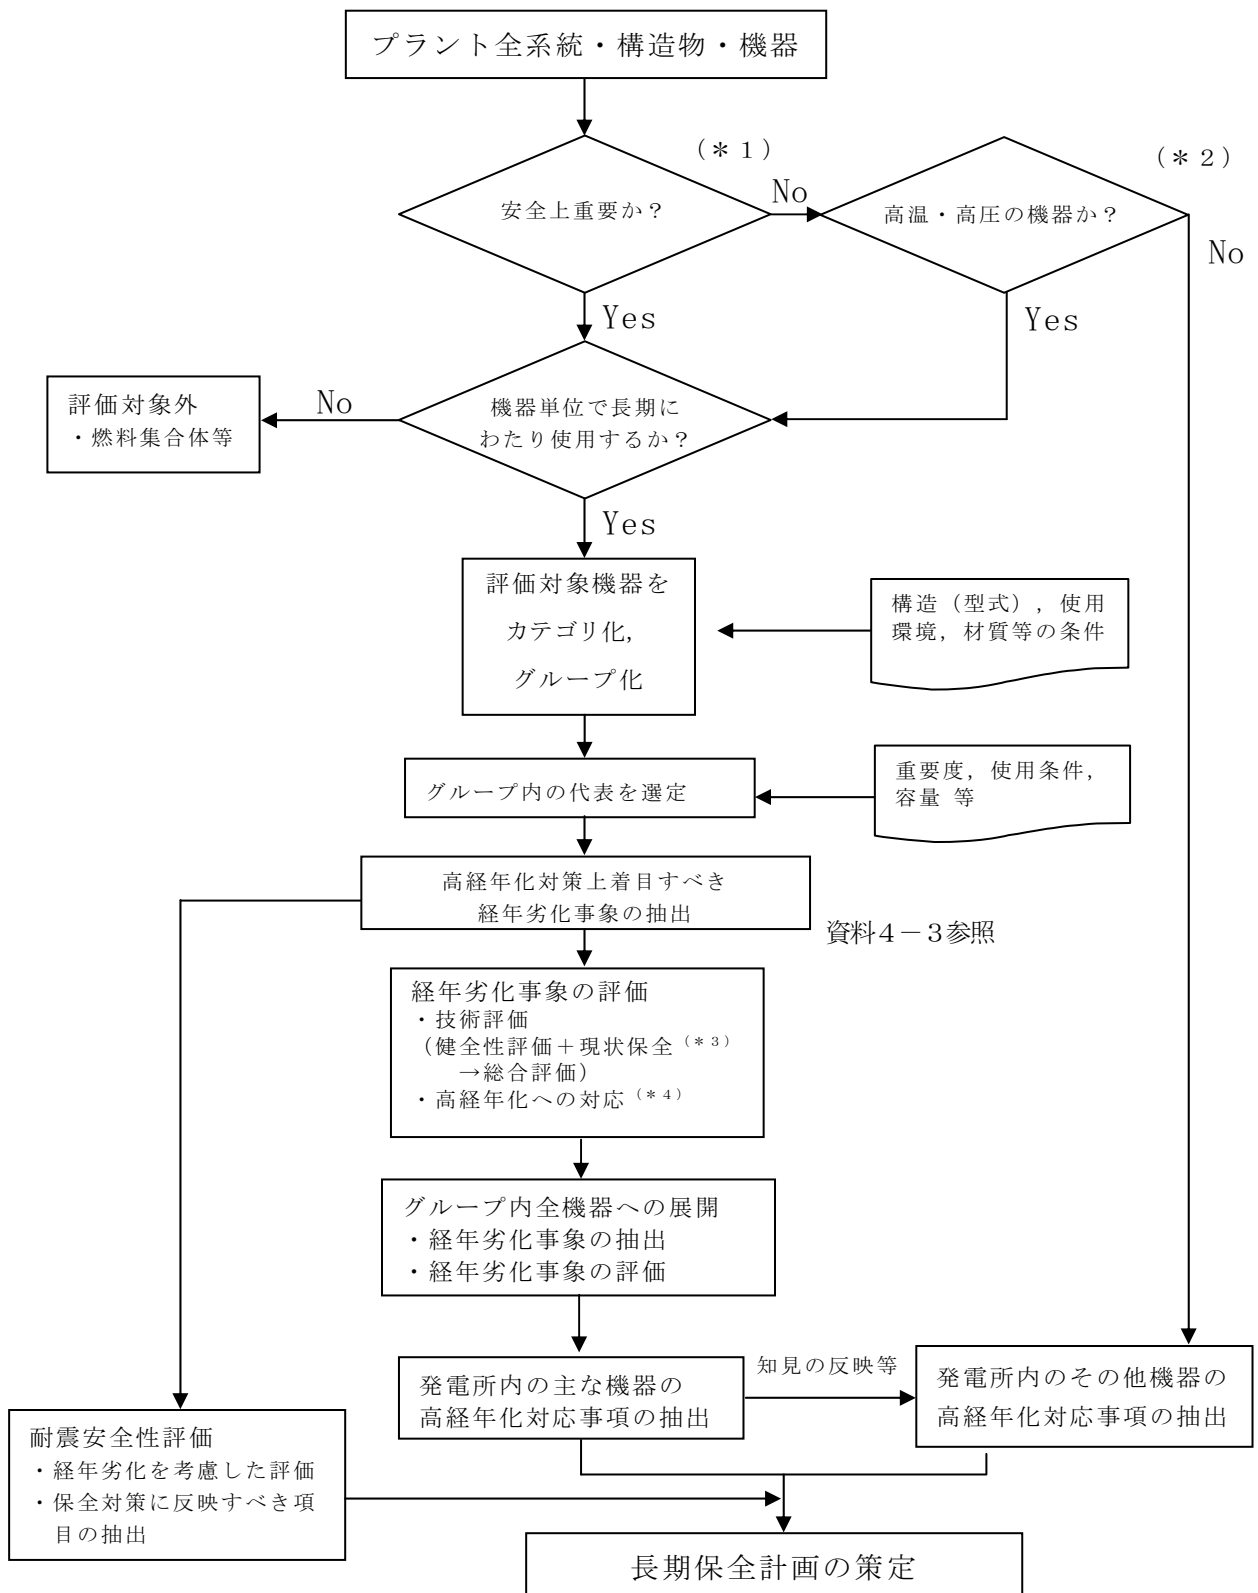 プラント全系統・構造物・機器
(＊１)
(＊２)
安全上重要か？
No
高温・高圧の機器か？
No
Yes
Yes
評価対象外
・燃料集合体等
No
機器単位で長期に
わたり使用するか？
Yes
評価対象機器を
カテゴリ化，
グループ化
構造（型式），使用
環境，材質等の条件
グループ内の代表を選定
重要度，使用条件，
容量 等
高経年化対策上着目すべき
経年劣化事象の抽出
資料４－３参照
経年劣化事象の評価
・技術評価
（健全性評価＋現状保全(＊３)
→総合評価）
・高経年化への対応(＊４)
グループ内全機器への展開
・経年劣化事象の抽出
・経年劣化事象の評価
発電所内の主な機器の
高経年化対応事項の抽出
知見の反映等
発電所内のその他機器の
高経年化対応事項の抽出
耐震安全性評価
・経年劣化を考慮した評価
・保全対策に反映すべき項
目の抽出
長期保全計画の策定